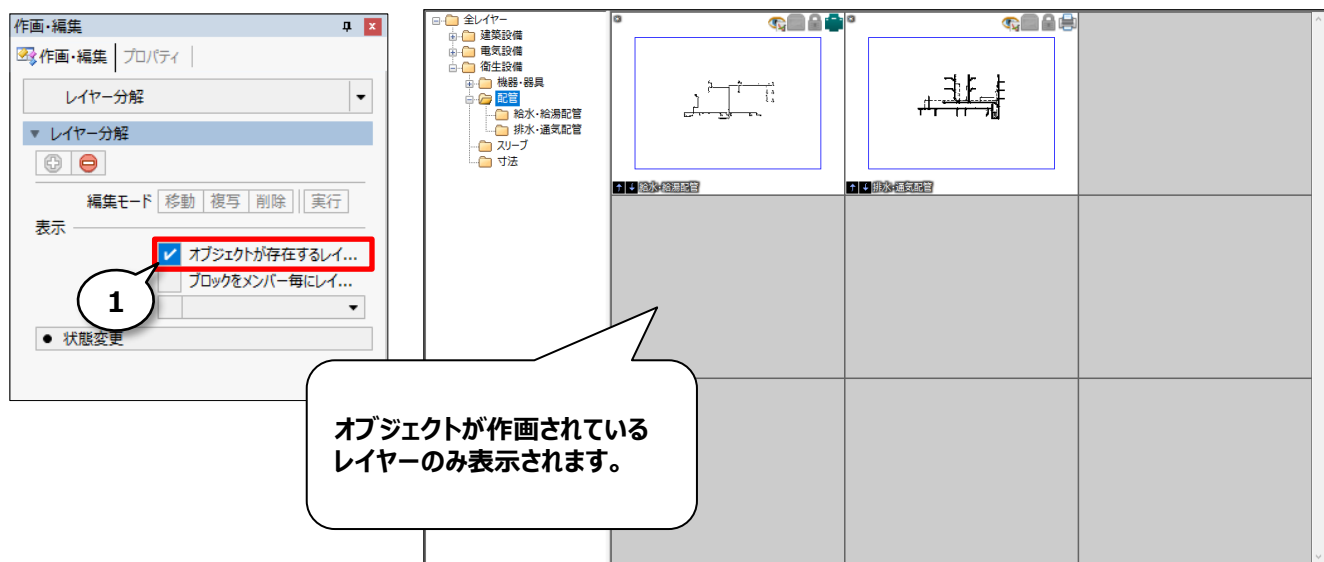 作画・編集
作画・編集 プロパティ
レイヤー分解
レイヤー分解
編集モード 移動 複写 削除 実行
表示
オブジェクトが存在するレイ...
ブロックをメンバー毎にレイ...
1
状態変更
全レイヤー
建築設備
電気設備
衛生設備
機器・器具
配管
給水・給湯配管
排水・通気配管
スリーブ
寸法
給水・給湯配管
排水・通気配管
オブジェクトが作画されている
レイヤーのみ表示されます。